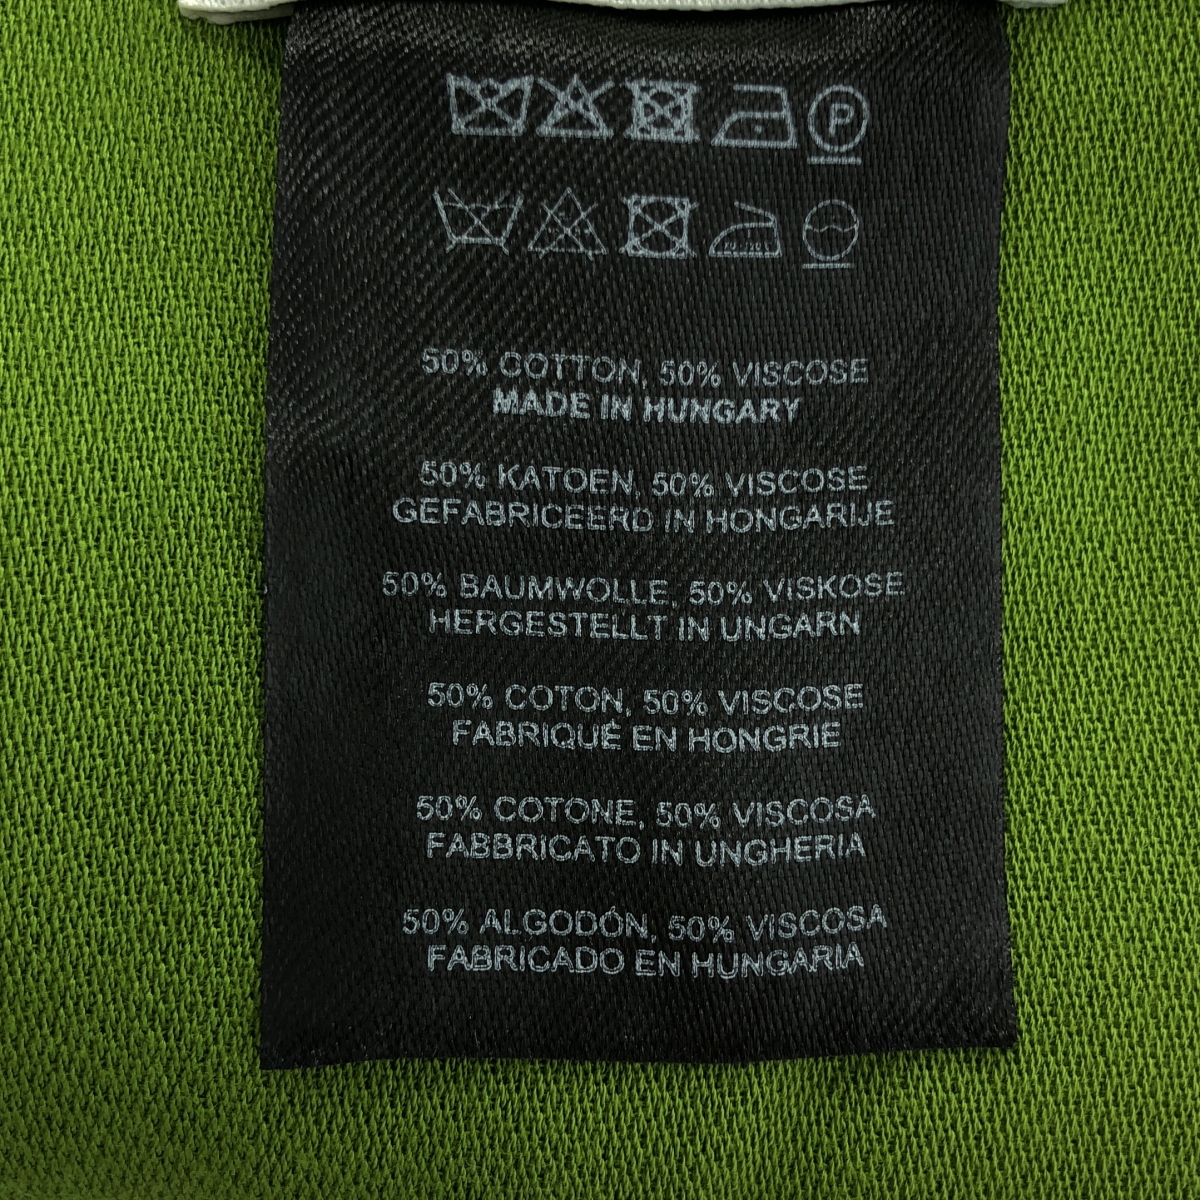 P
50% COTTON, 50% VISCOSE
MADE IN HUNGARY
50% KATOEN, 50% VISCOSE
GEFABRICEERD IN HONGARIJE
50% BAUMWOLLE, 50% VISKOSE
HERGESTELLT IN UNGARN
50% COTON, 50% VISCOSE
FABRIQUÉ EN HONGRIE
50% COTONE, 50% VISCOSA
FABBRICATO IN UNGHERIA
50% ALGODÓN, 50% VISCOSA
FABRICADO EN HUNGARIA